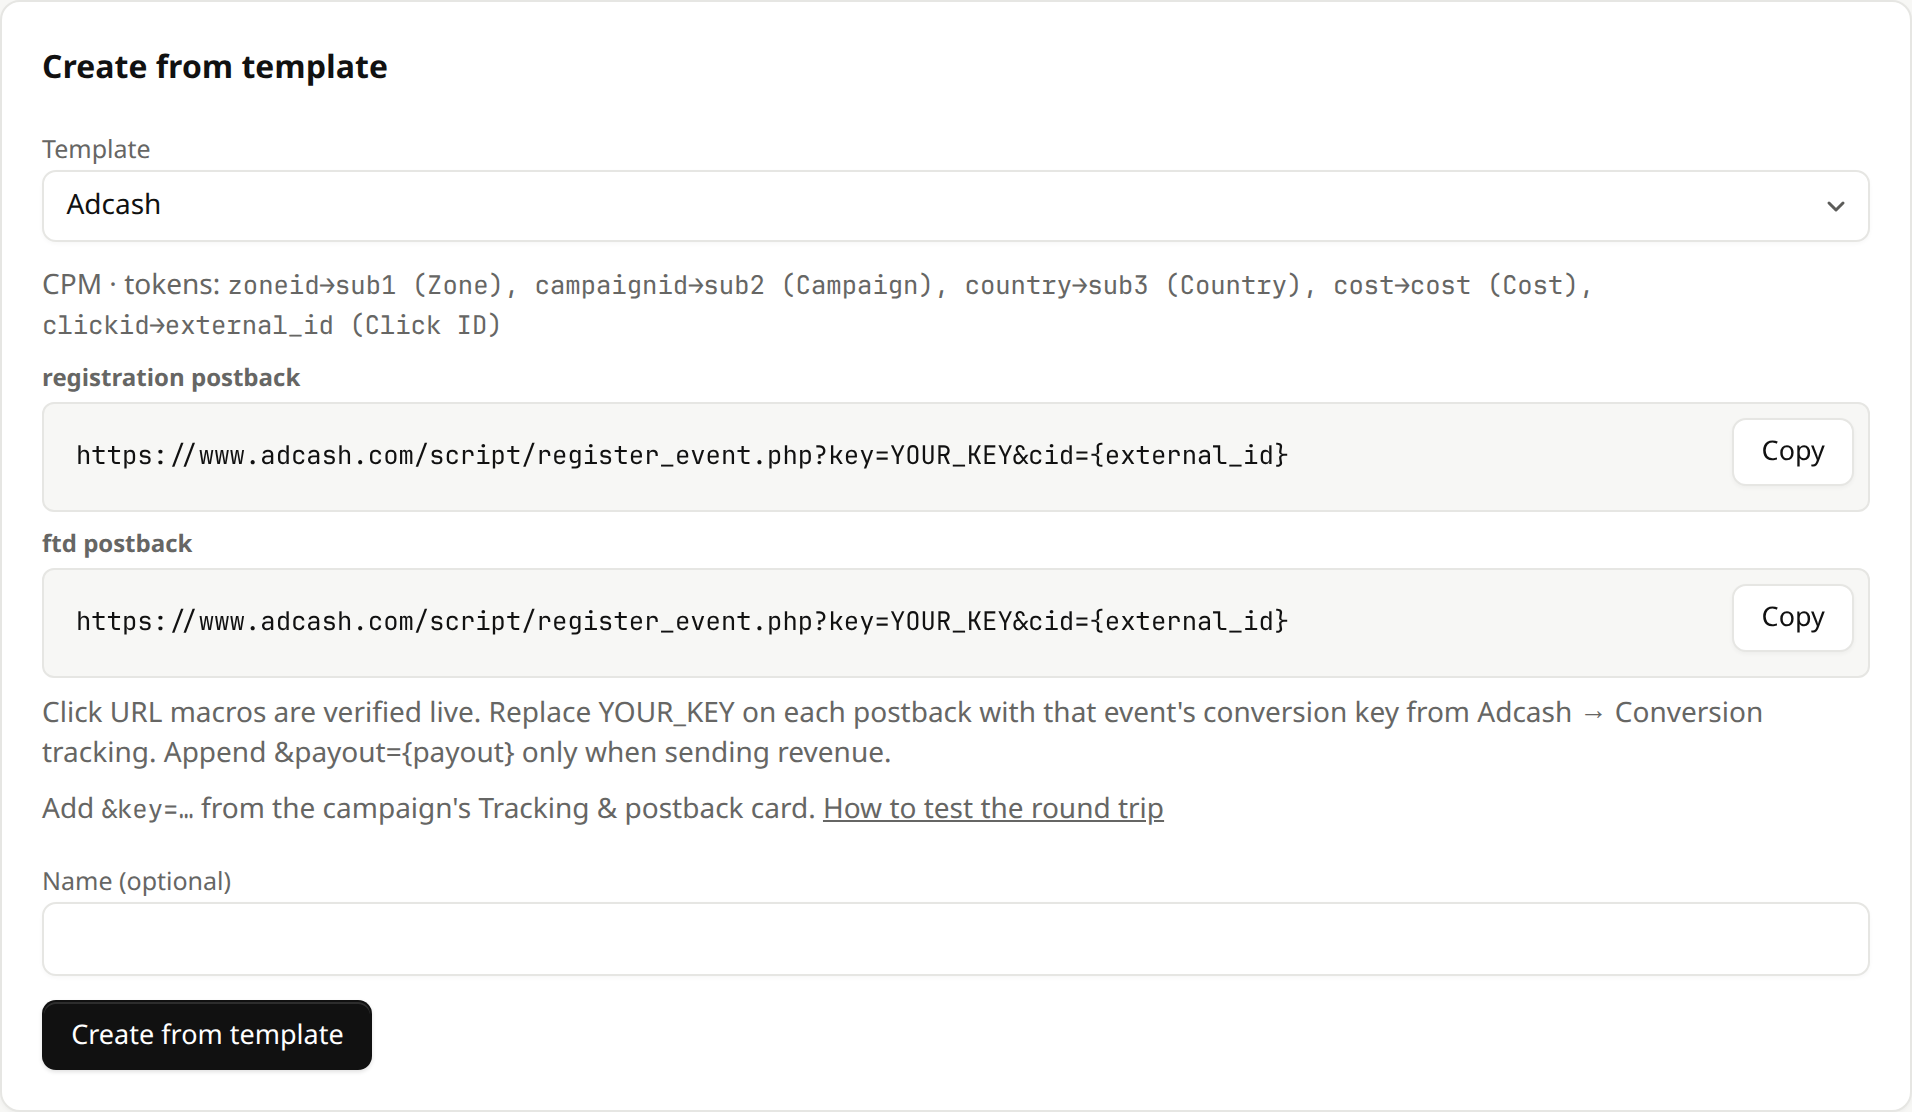 Create from template
Template
Adcash
CPM · tokens: zoneid→sub1 (Zone), campaignid→sub2 (Campaign), country→sub3 (Country), cost→cost (Cost),
clickid→external_id (Click ID)
registration postback
https://www.adcash.com/script/register_event.php?key=YOUR_KEY&cid={external_id}
Copy
ftd postback
https://www.adcash.com/script/register_event.php?key=YOUR_KEY&cid={external_id}
Copy
Click URL macros are verified live. Replace YOUR_KEY on each postback with that event's conversion key from Adcash → Conversion
tracking. Append &payout={payout} only when sending revenue.
Add &key=… from the campaign's Tracking & postback card. How to test the round trip
Name (optional)
Create from template